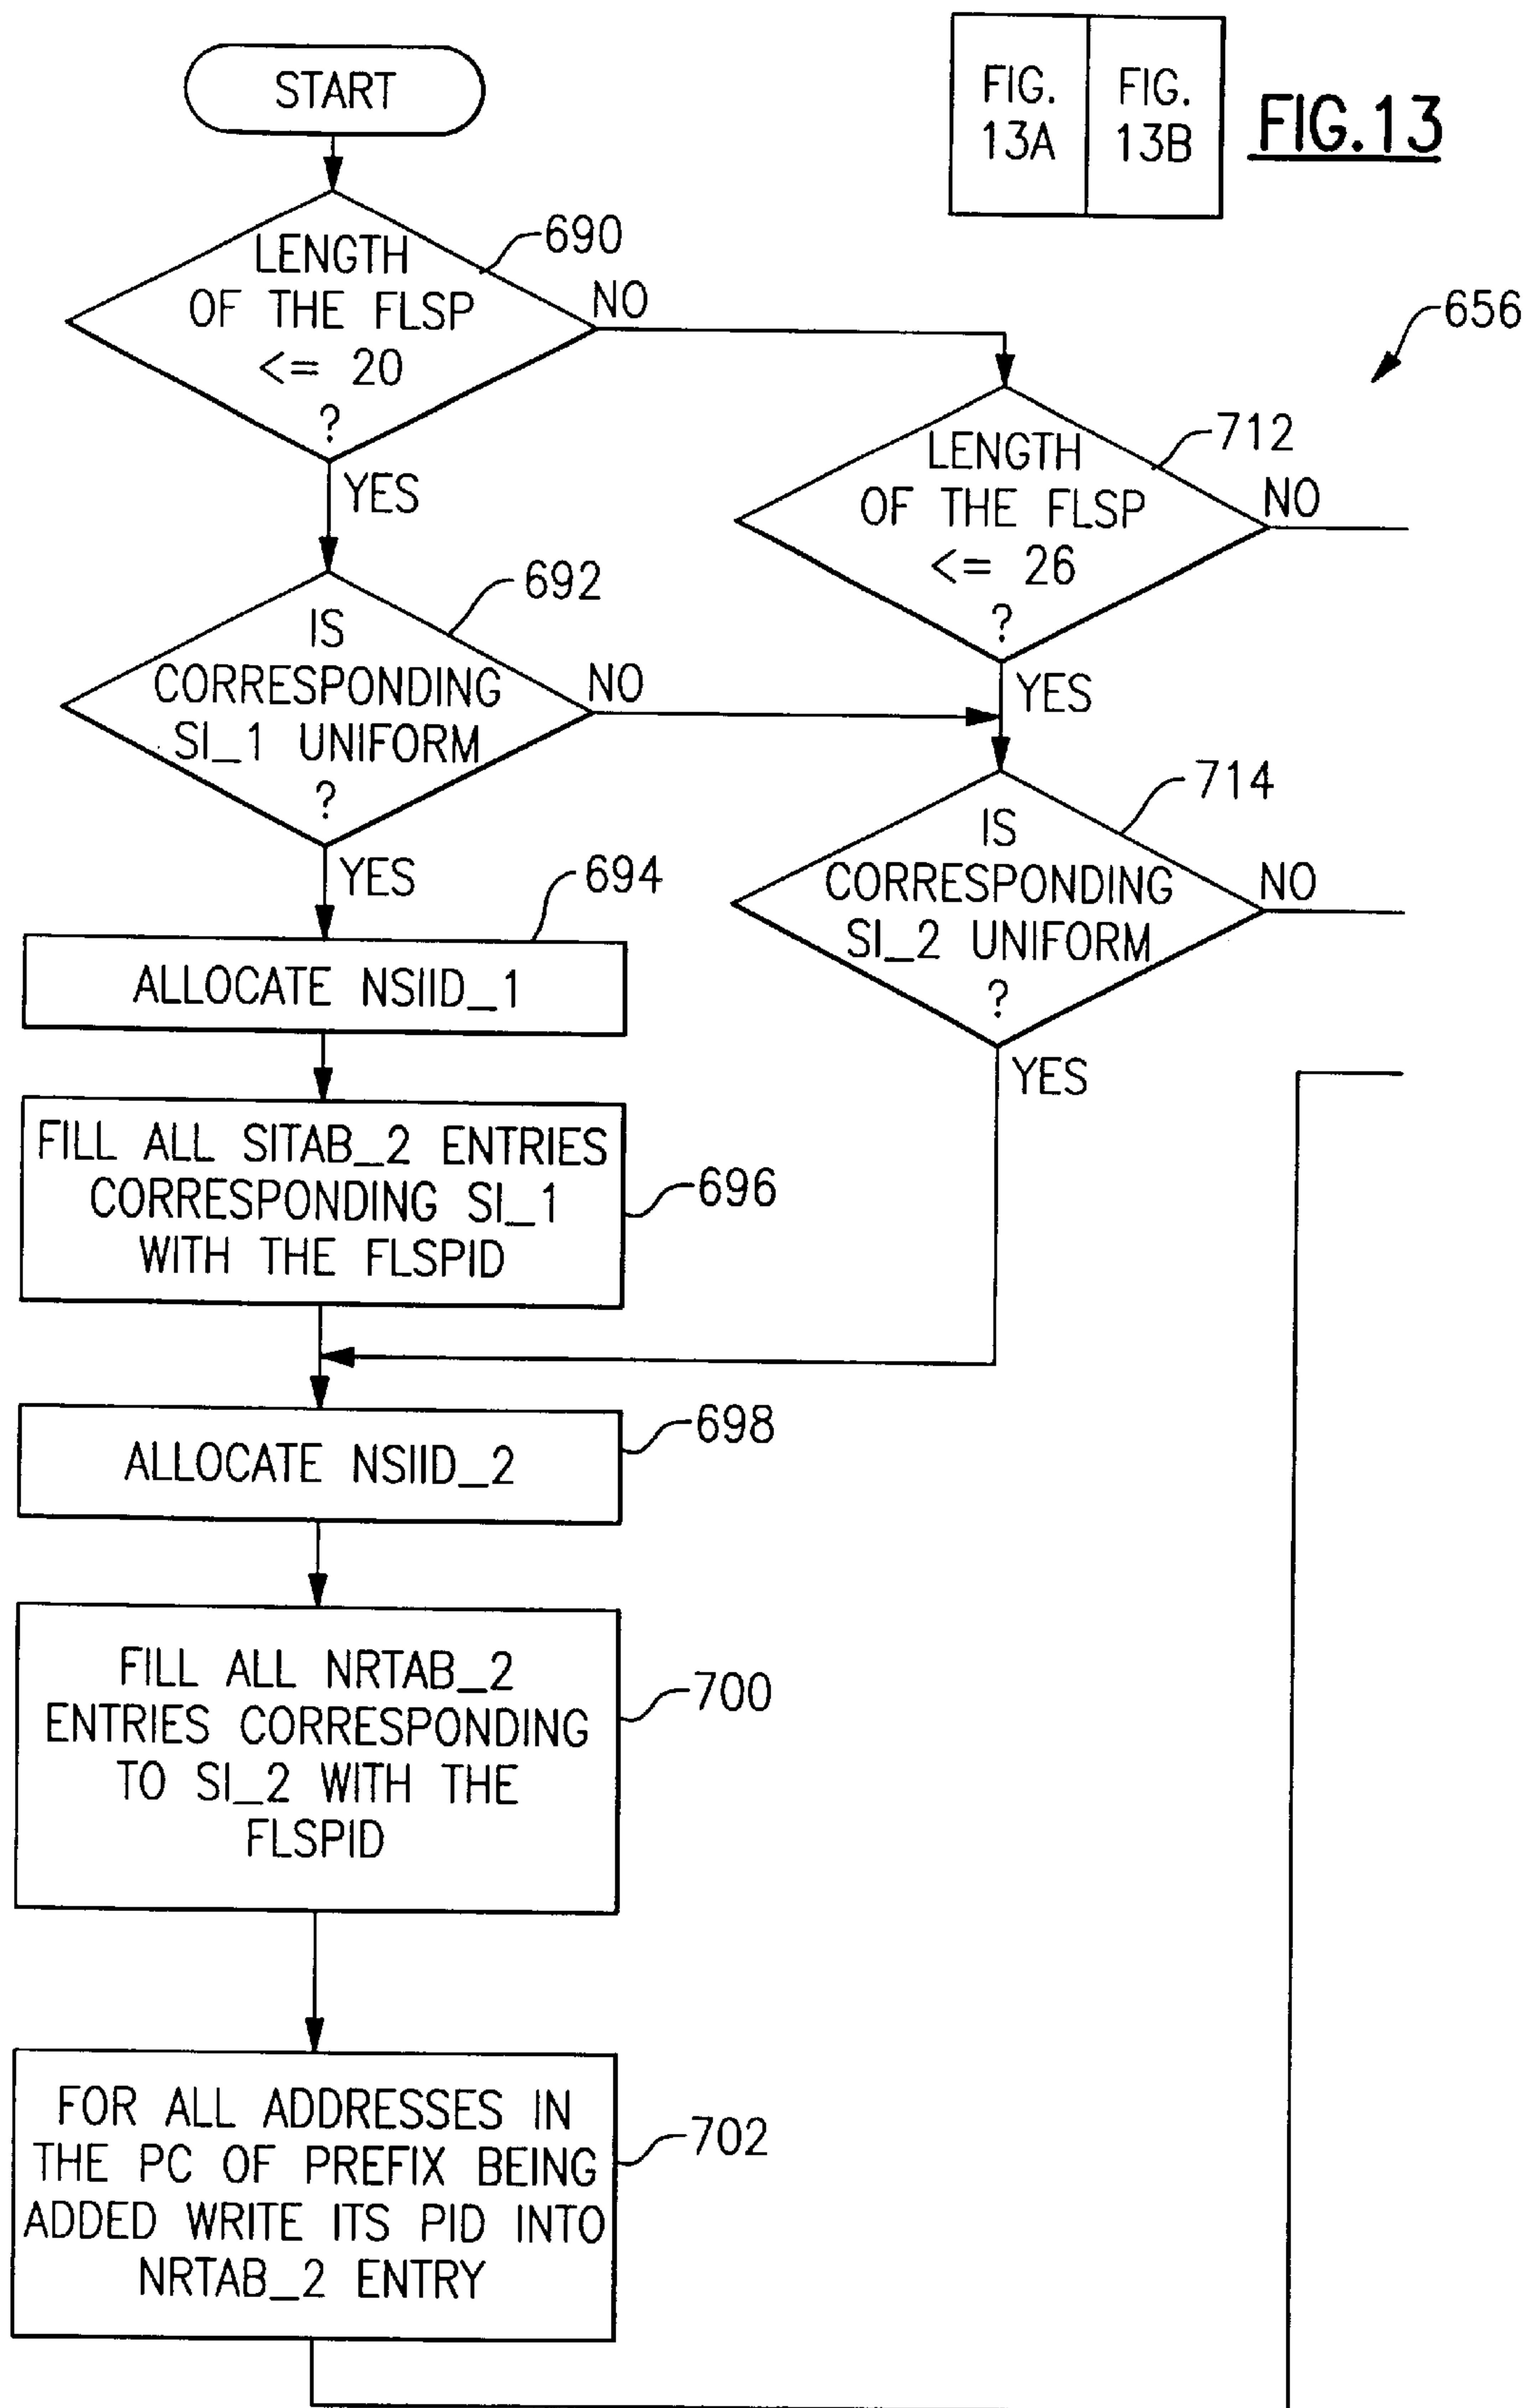 START
FIG.
13A
FIG.
13B
FIG.13
656
LENGTH
OF THE FLSP
<= 20
?
690
NO
YES
LENGTH
OF THE FLSP
<= 26
?
712
NO
YES
IS
CORRESPONDING
SI_1 UNIFORM
?
692
NO
YES
IS
CORRESPONDING
SI_2 UNIFORM
?
714
NO
YES
694
ALLOCATE NSIID_1
FILL ALL SITAB_2 ENTRIES
CORRESPONDING SI_1
WITH THE FLSPID
696
ALLOCATE NSIID_2
698
FILL ALL NRTAB_2
ENTRIES CORRESPONDING
TO SI_2 WITH THE
FLSPID
700
FOR ALL ADDRESSES IN
THE PC OF PREFIX BEING
ADDED WRITE ITS PID INTO
NRTAB_2 ENTRY
702